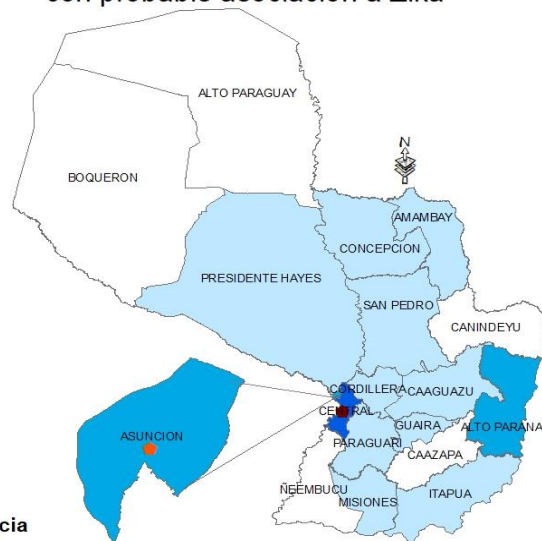 con probable asociación a Zika
ALTO PARAGUAY
BOQUERON
N
AMAMBAY
CONCEPCION
PRESIDENTE HAYES
SAN PEDRO
CANINDEYU
CORDILLERA
CAAGUAZU
CENTRAL
ASUNCION
GUAIRA
ALTO PARANA
PARAGUARI
CAAZAPA
ÑEEMBUCU
MISIONES
ITAPUA
cia